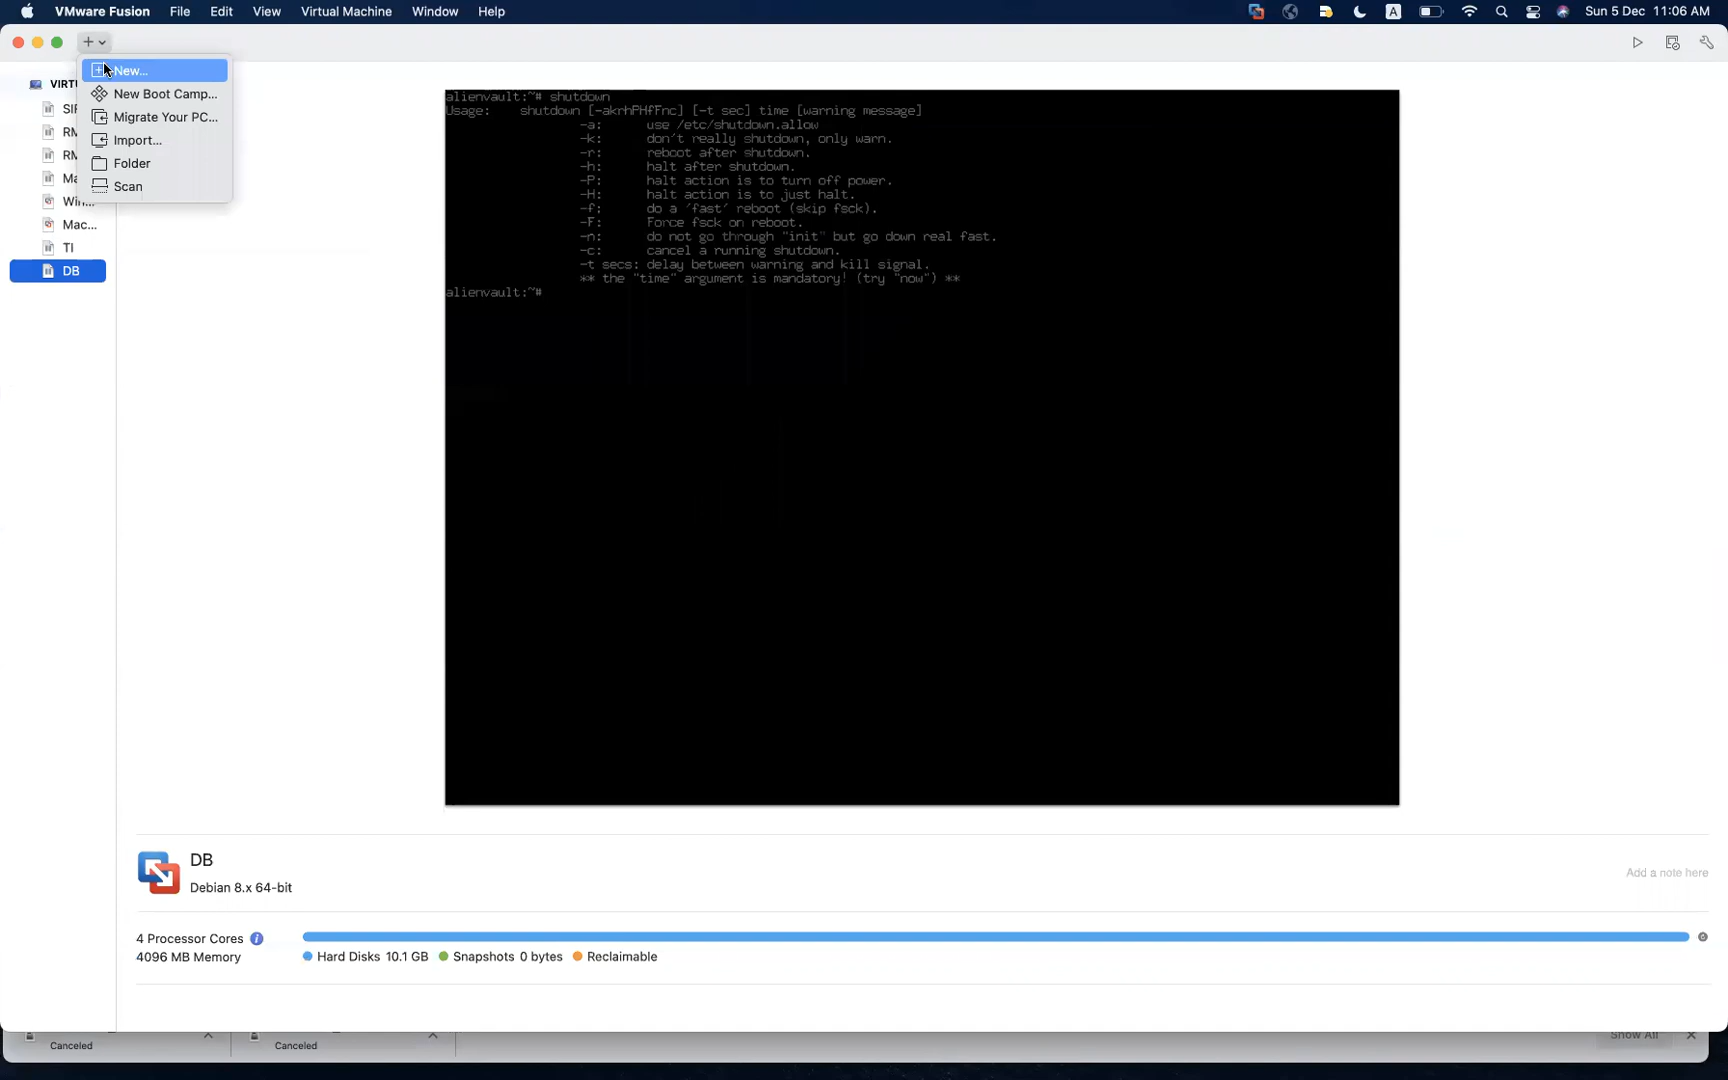 VMware Fusion File Edit View Virtual Machine Window Help A Sun 5 Dec 11:06 AM
New...
VIRTU
New Boot Camp...
SIE
Migrate Your PC...
RM
Import...
RM
Folder
Ma
Scan
Win...
Mac...
TI
DB
alienvault:~# shutdown
Usage: shutdown [-akrhPHfFnc] [-t sec] time [warning message]
-a: use /etc/shutdown.allow
-k: don't really shutdown, only warn.
-r: reboot after shutdown.
-h: halt after shutdown.
-P: halt action is to turn off power.
-H: halt action is to just halt.
-f: do a 'fast' reboot (skip fsck).
-F: Force fsck on reboot.
-n: do not go through "init" but go down real fast.
-c: cancel a running shutdown.
-t secs: delay between warning and kill signal.
** the "time" argument is mandatory! (try "now") **
alienvault:~#
DB
Debian 8.x 64-bit
Add a note here
4 Processor Cores
4096 MB Memory
Hard Disks 10.1 GB Snapshots 0 bytes Reclaimable
Canceled
Canceled
Show All